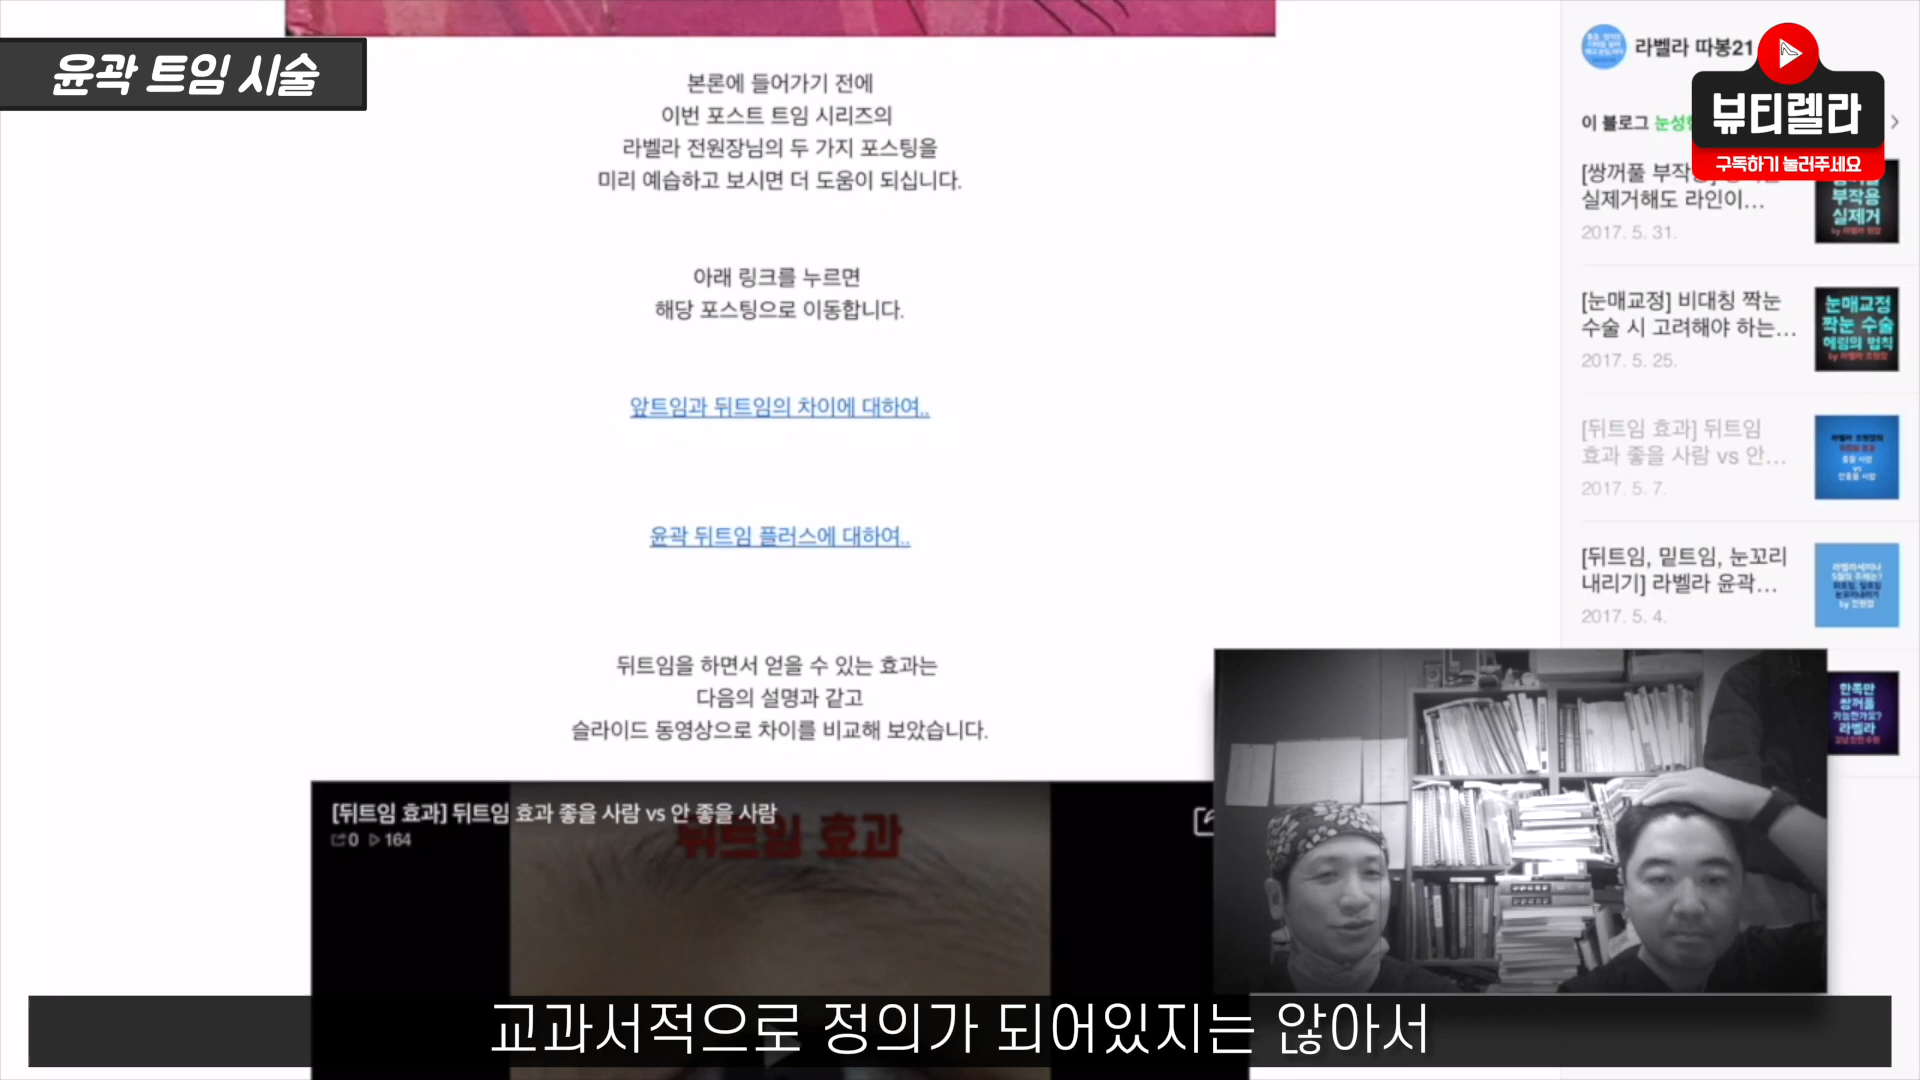 윤곽 트임 시술
본론에 들어가기 전에
이번 포스트 트임 시리즈의
라벨라 전원장님의 두 가지 포스팅을
미리 예습하고 보시면 더 도움이 되십니다.
아래 링크를 누르면
해당 포스팅으로 이동합니다.
앞트임과 뒤트임의 차이에 대하여..
윤곽 뒤트임 플러스에 대하여..
뒤트임을 하면서 얻을 수 있는 효과는
다음의 설명과 같고
슬라이드 동영상으로 차이를 비교해 보았습니다.
[뒤트임 효과] 뒤트임 효과 좋을 사람 vs 안 좋을 사람
0 164
뒤트임 효과
라벨라 따봉21
뷰티렐라
구독하기 눌러주세요
이 블로그 눈성
[쌍꺼풀 부작
실제거해도 라인이...
2017. 5. 31.
부작용
실제거
[눈매교정] 비대칭 짝눈
수술 시 고려해야 하는...
2017. 5. 25.
눈매교정
짝눈 수술
헤링의 법칙
[뒤트임 효과] 뒤트임
효과 좋을 사람 vs 안...
2017. 5. 7.
[뒤트임, 밑트임, 눈꼬리
내리기] 라벨라 윤곽...
2017. 5. 4.
한쪽만
쌍꺼풀
가능한가요?
라벨라
교과서적으로 정의가 되어있지는 않아서